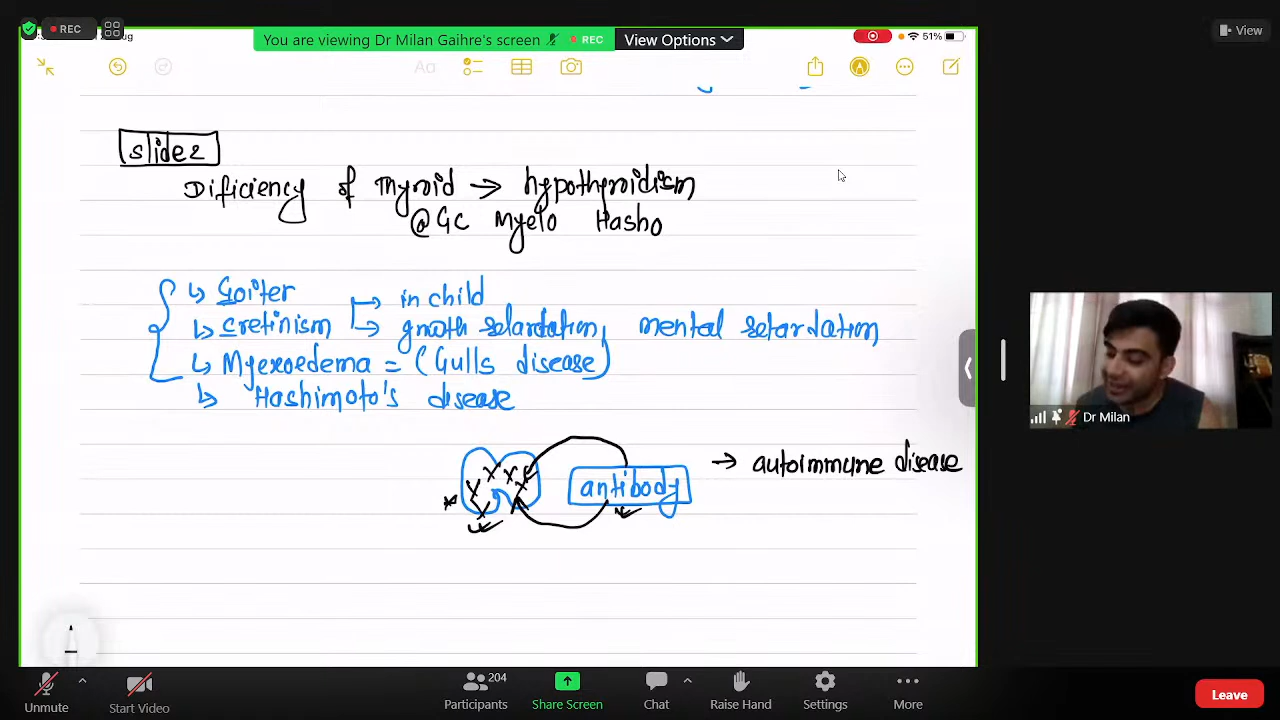 REC
You are viewing Dr Milan Gaihre's screen
REC
View Options
51%
View
Aa
slide2
Dificiency of Thyroid → hypothyroidism
@GC Myelo Hasho
↳ Goiter
→ in child
↳ cretinism
→ growth retardation, mental retardation
↳ Myexoedema = (Gulls disease)
↳ Hashimoto's disease
antibody
→ autoimmune disease
Dr Milan
Unmute
Start Video
204
Participants
Share Screen
Chat
Raise Hand
Settings
More
Leave